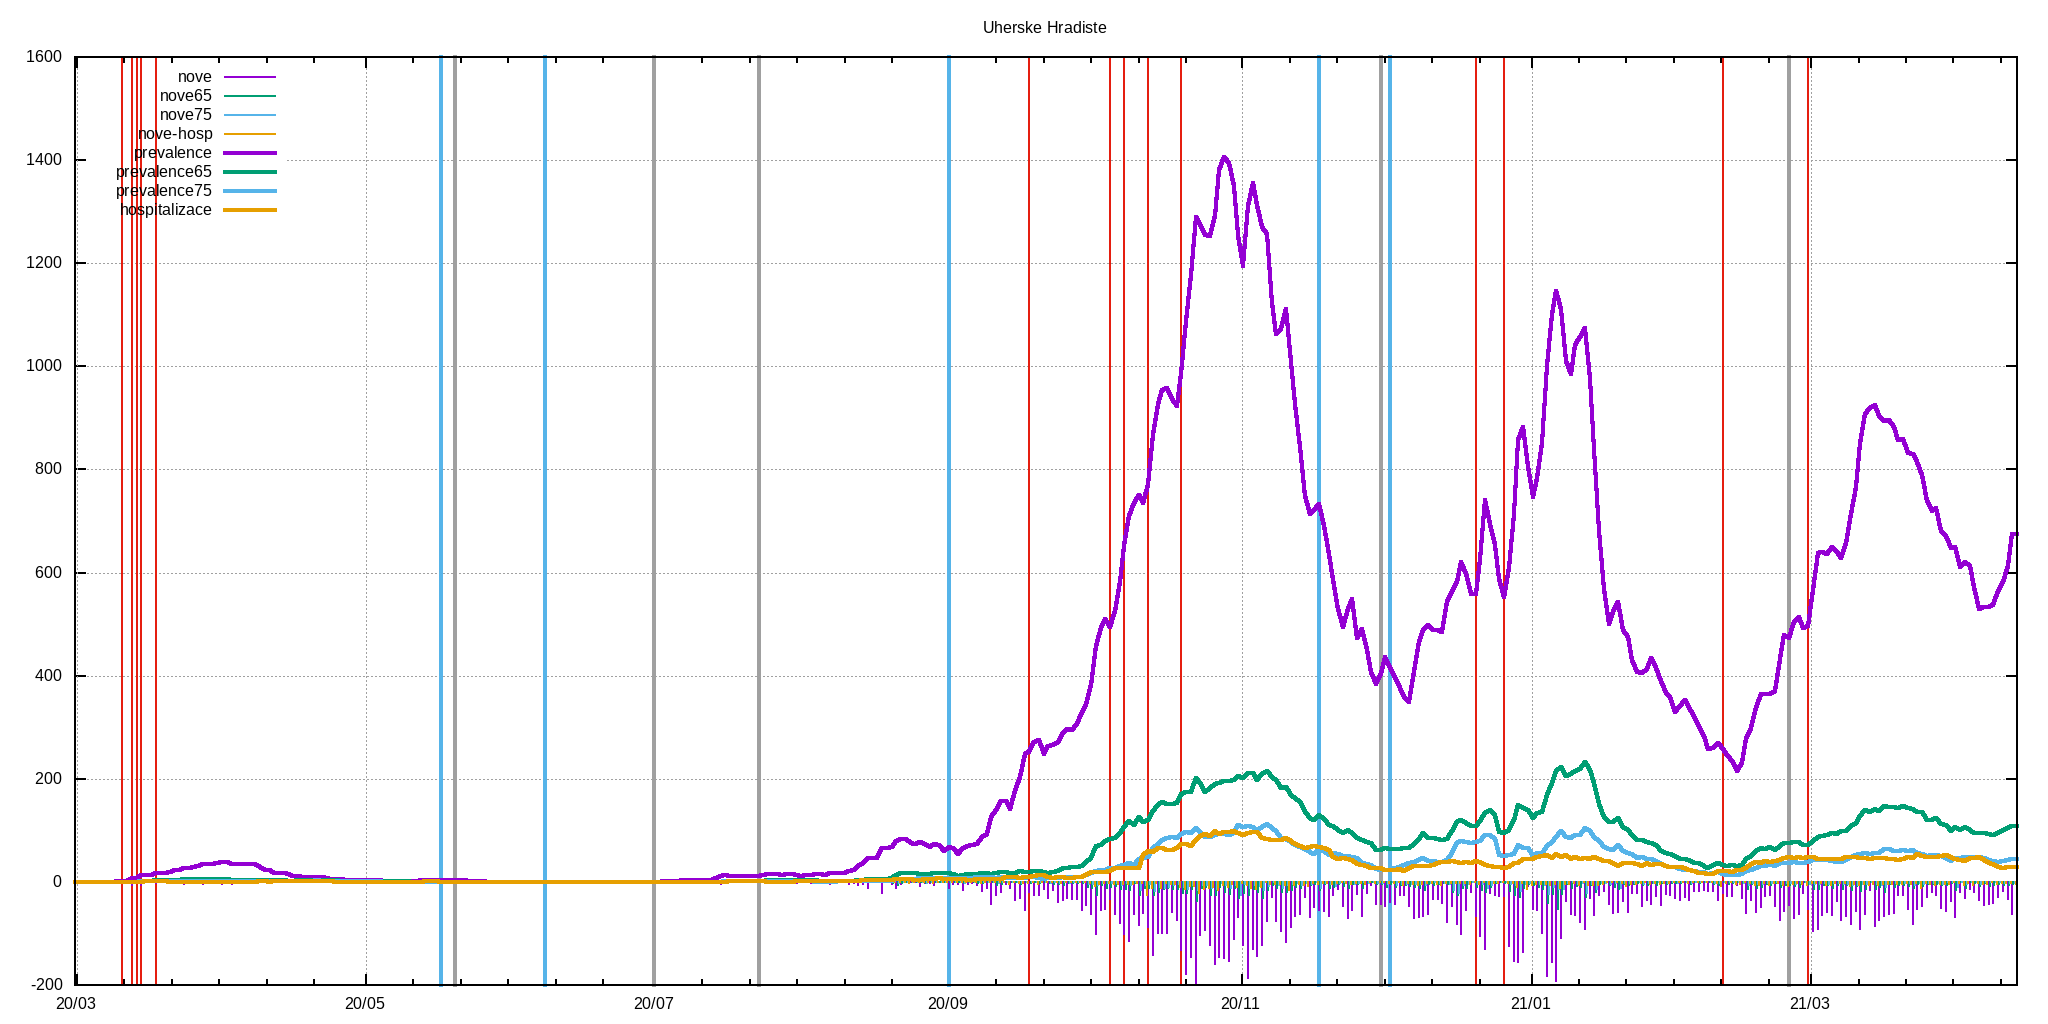 Uherske Hradiste
1600
1400
1200
1000
800
600
400
200
0
-200
nove
nove65
nove75
nove-hosp
prevalence
prevalence65
prevalence75
hospitalizace
20/03
20/05
20/07
20/09
20/11
21/01
21/03